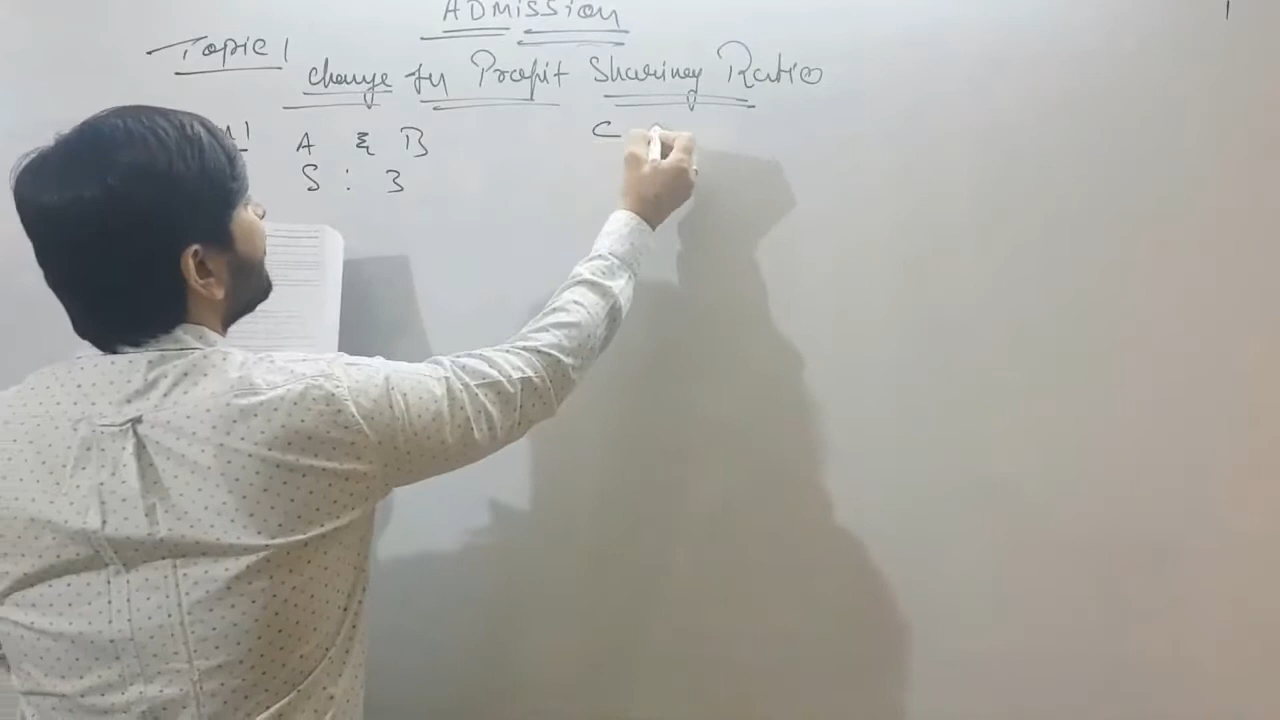 ADMISSION
Topic 1
change in Profit Sharing Ratio
A & B C
5 : 3